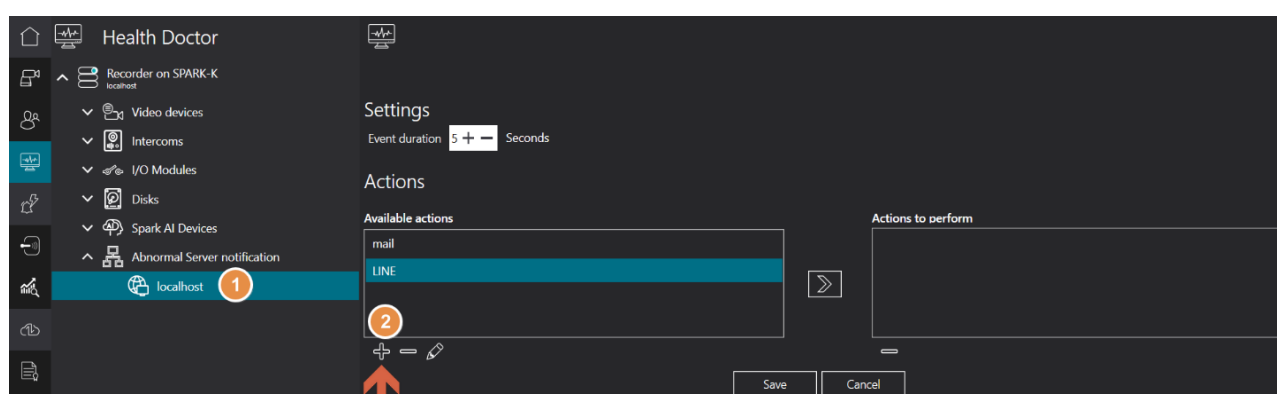 Health Doctor
Recorder on SPARK-K
localhost
Video devices
Intercoms
I/O Modules
Disks
Spark AI Devices
Abnormal Server notification
localhost 1
Settings
Event duration 5 + − Seconds
Actions
Available actions
mail
LINE
2
Actions to perform
Save Cancel